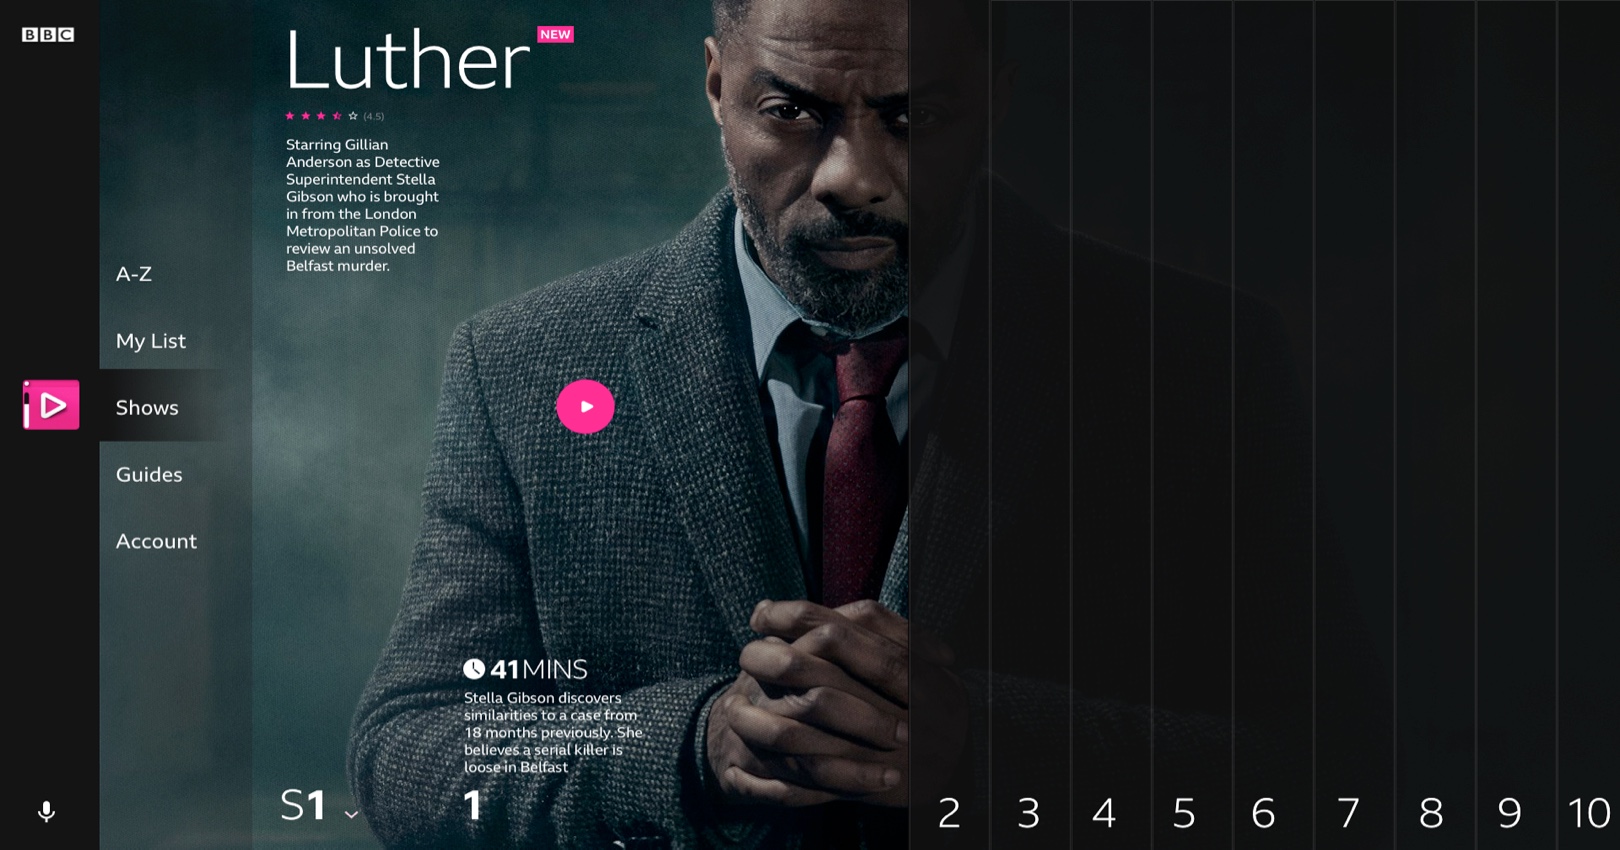 BBC
Luther NEW
(4.5)
Starring Gillian
Anderson as Detective
Superintendent Stella
Gibson who is brought
in from the London
Metropolitan Police to
review an unsolved
Belfast murder.
A-Z
My List
Shows
Guides
Account
41 MINS
Stella Gibson discovers
similarities to a case from
18 months previously. She
believes a serial killer is
loose in Belfast
S1 1 2 3 4 5 6 7 8 9 10